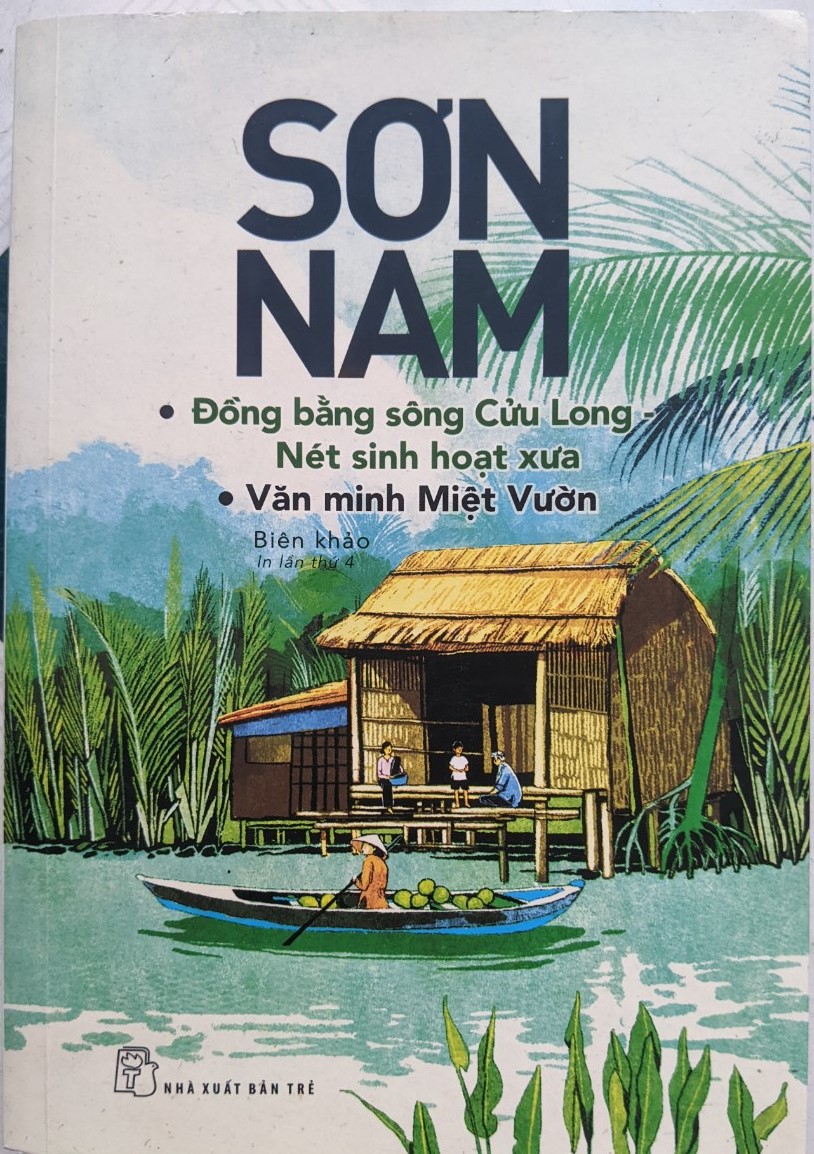 SƠN
NAM
• Đồng bằng sông Cửu Long -
Nét sinh hoạt xưa
• Văn minh Miệt Vườn
Biên khảo
In lần thứ 4
T
NHÀ XUẤT BẢN TRẺ